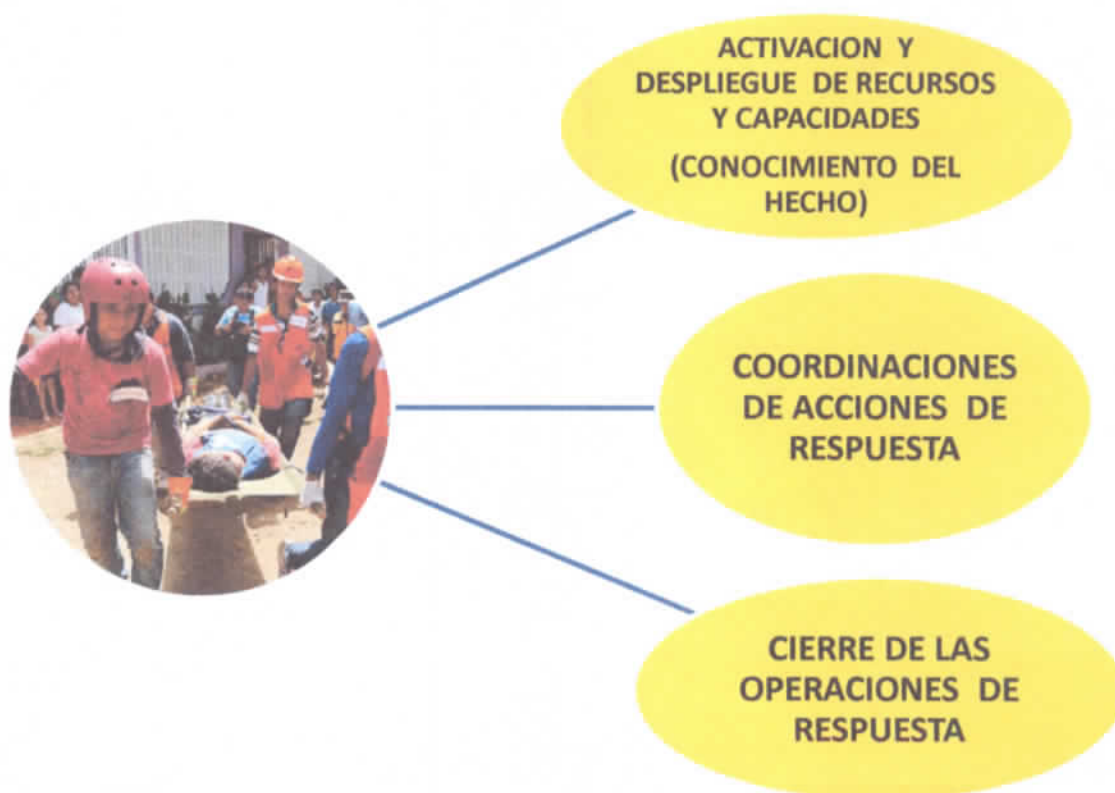 ACTIVACION Y
DESPLIEGUE DE RECURSOS
Y CAPACIDADES
(CONOCIMIENTO DEL
HECHO)
COORDINACIONES
DE ACCIONES DE
RESPUESTA
CIERRE DE LAS
OPERACIONES DE
RESPUESTA